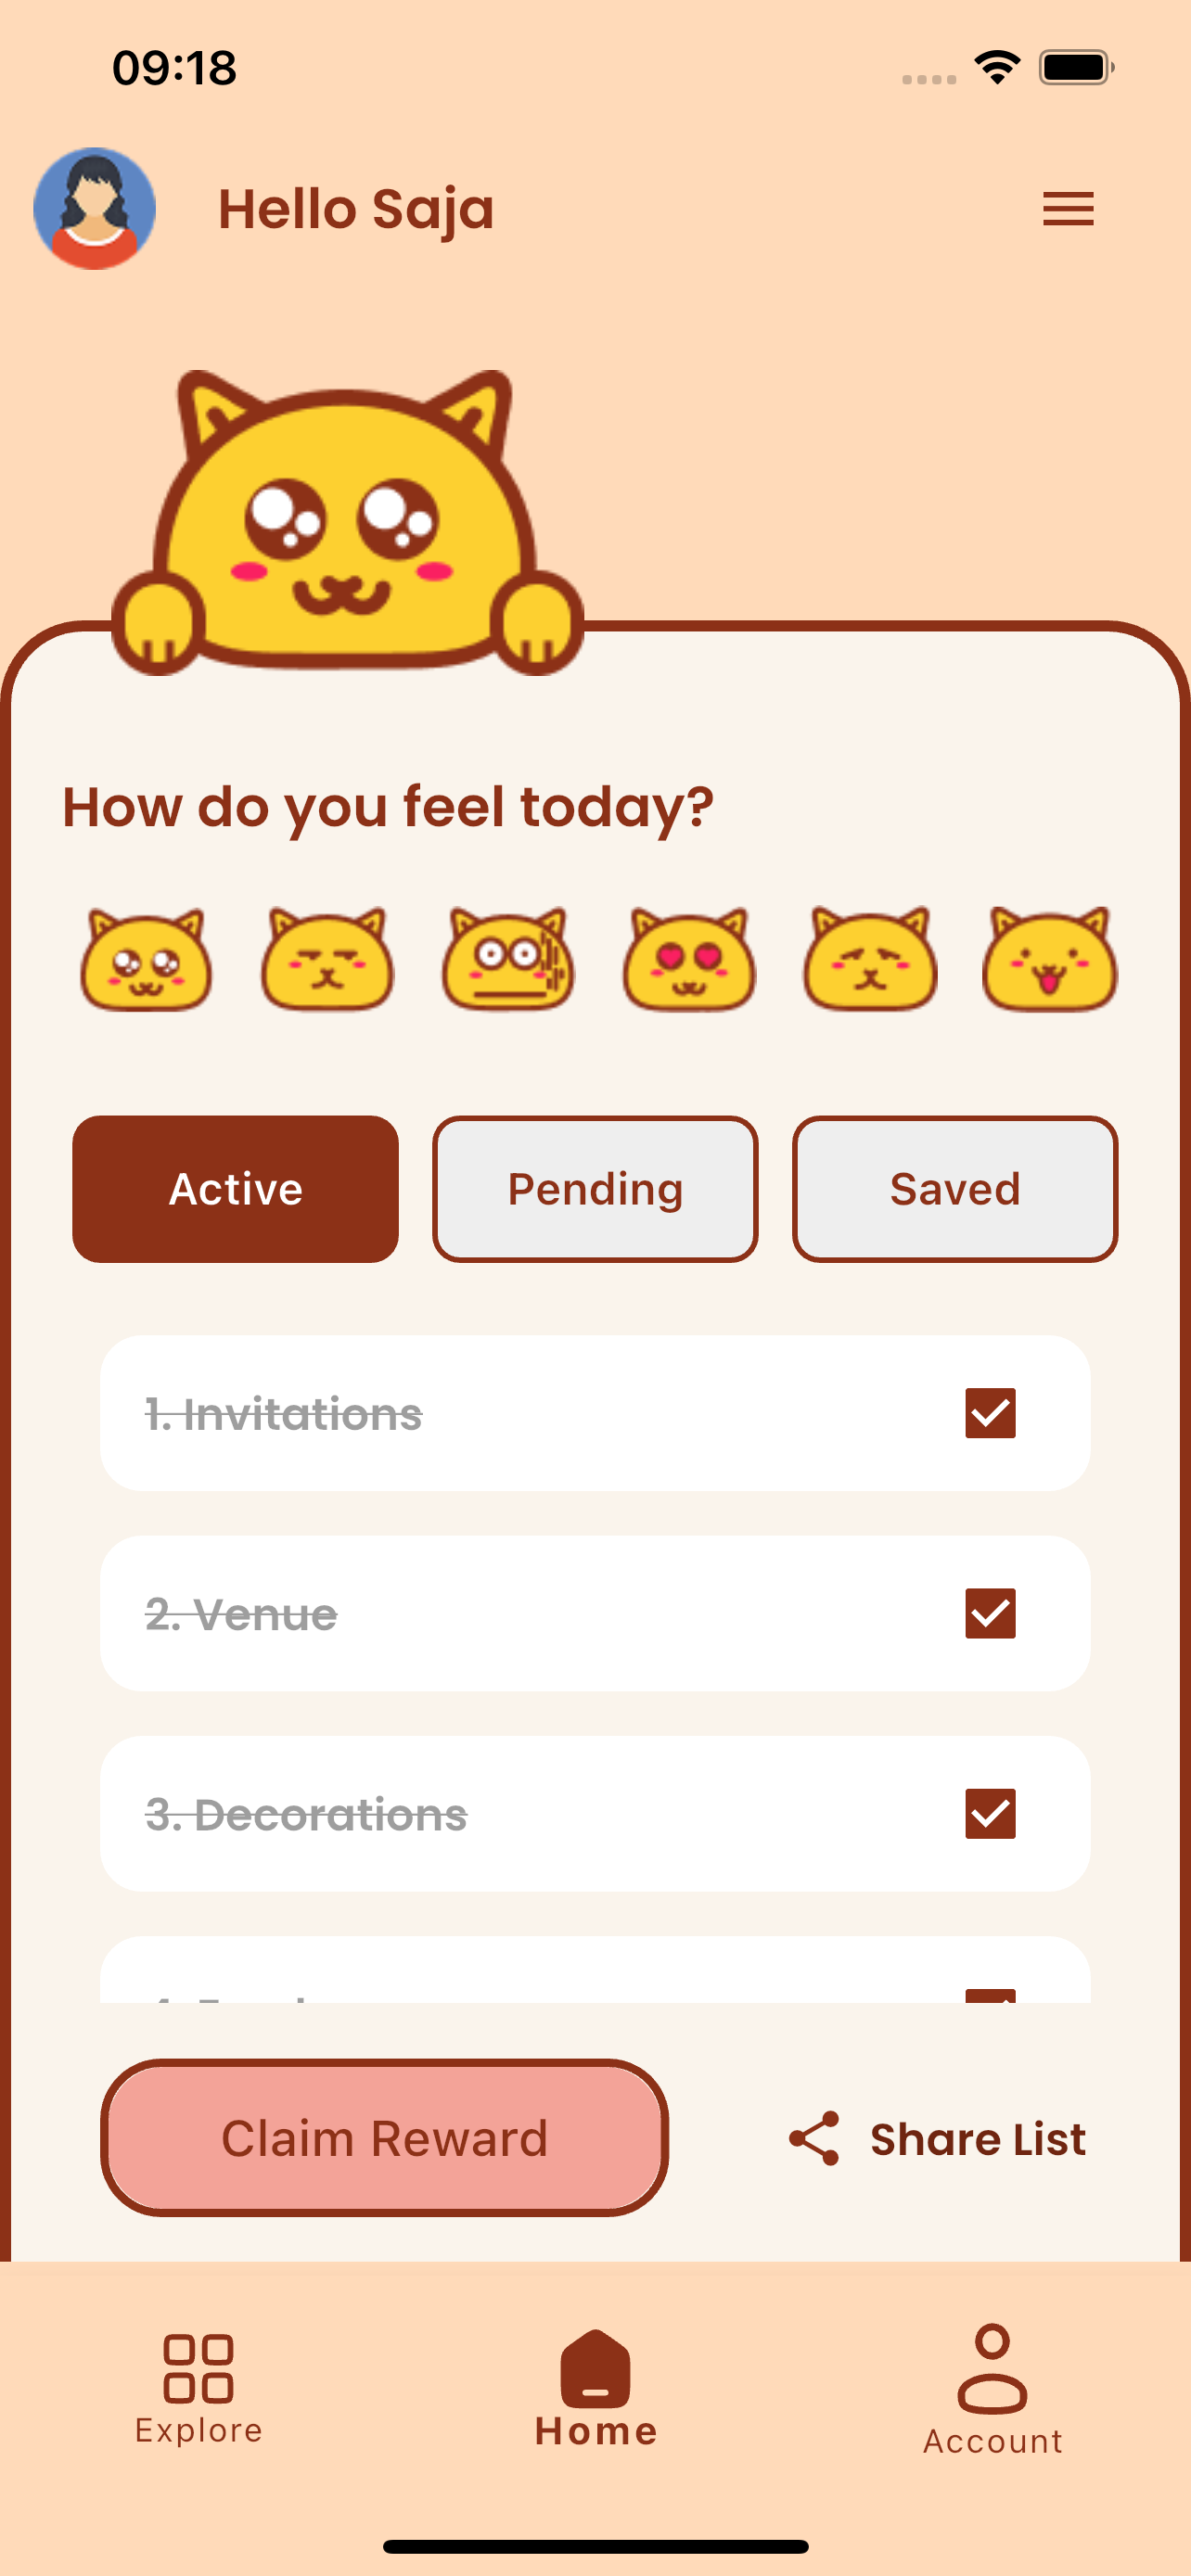 09:18
Hello Saja
How do you feel today?
Active
Pending
Saved
1. Invitations
2. Venue
3. Decorations
Claim Reward
Share List
Explore
Home
Account